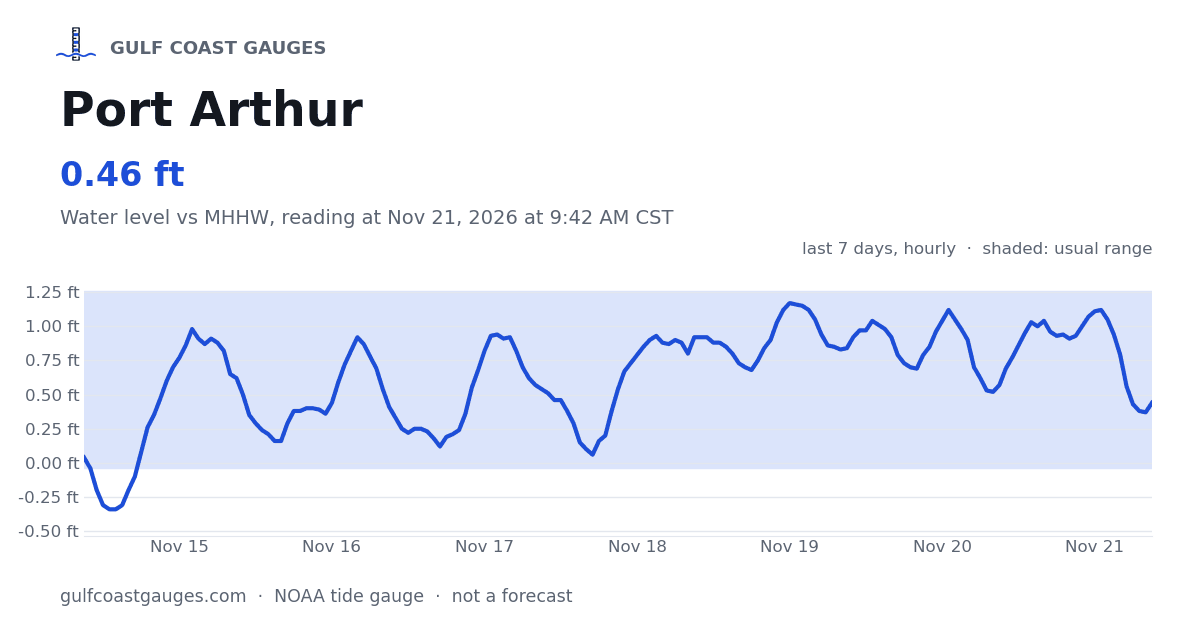 GULF COAST GAUGES
Port Arthur
0.46 ft
Water level vs MHHW, reading at Nov 21, 2026 at 9:42 AM CST
last 7 days, hourly · shaded: usual range
1.25 ft
1.00 ft
0.75 ft
0.50 ft
0.25 ft
0.00 ft
-0.25 ft
-0.50 ft
Nov 15 Nov 16 Nov 17 Nov 18 Nov 19 Nov 20 Nov 21
gulfcoastgauges.com · NOAA tide gauge · not a forecast